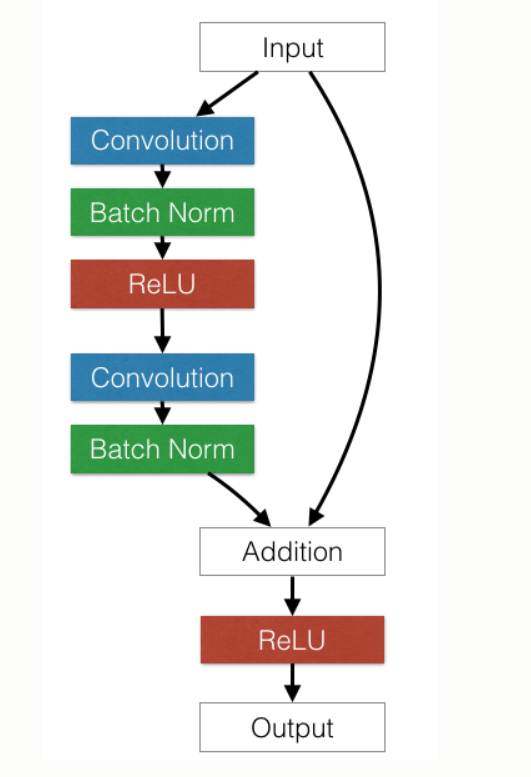 Input
Convolution
Batch Norm
ReLU
Convolution
Batch Norm
Addition
ReLU
Output